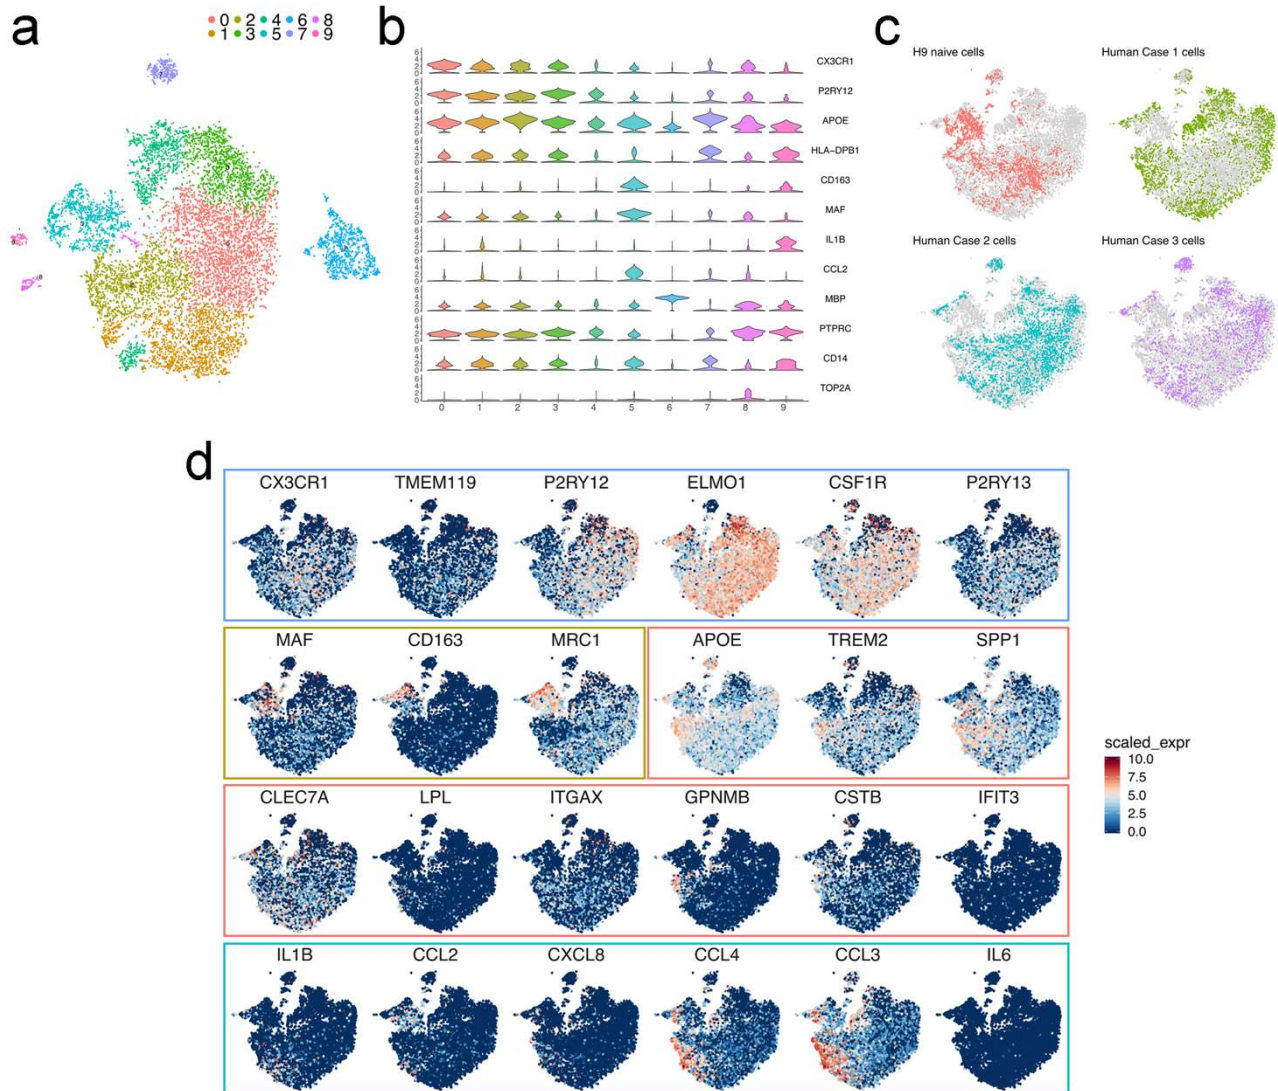 a
0 2 4 6 8
1 3 5 7 9
b
CX3CR1
P2RY12
APOE
HLA-DPB1
CD163
MAF
IL1B
CCL2
MBP
PTPRC
CD14
TOP2A
0 1 2 3 4 5 6 7 8 9
c
H9 naive cells Human Case 1 cells
Human Case 2 cells Human Case 3 cells
d
CX3CR1 TMEM119 P2RY12 ELMO1 CSF1R P2RY13
MAF CD163 MRC1 APOE TREM2 SPP1
CLEC7A LPL ITGAX GPNMB CSTB IFIT3
IL1B CCL2 CXCL8 CCL4 CCL3 IL6
scaled_expr
10.0
7.5
5.0
2.5
0.0